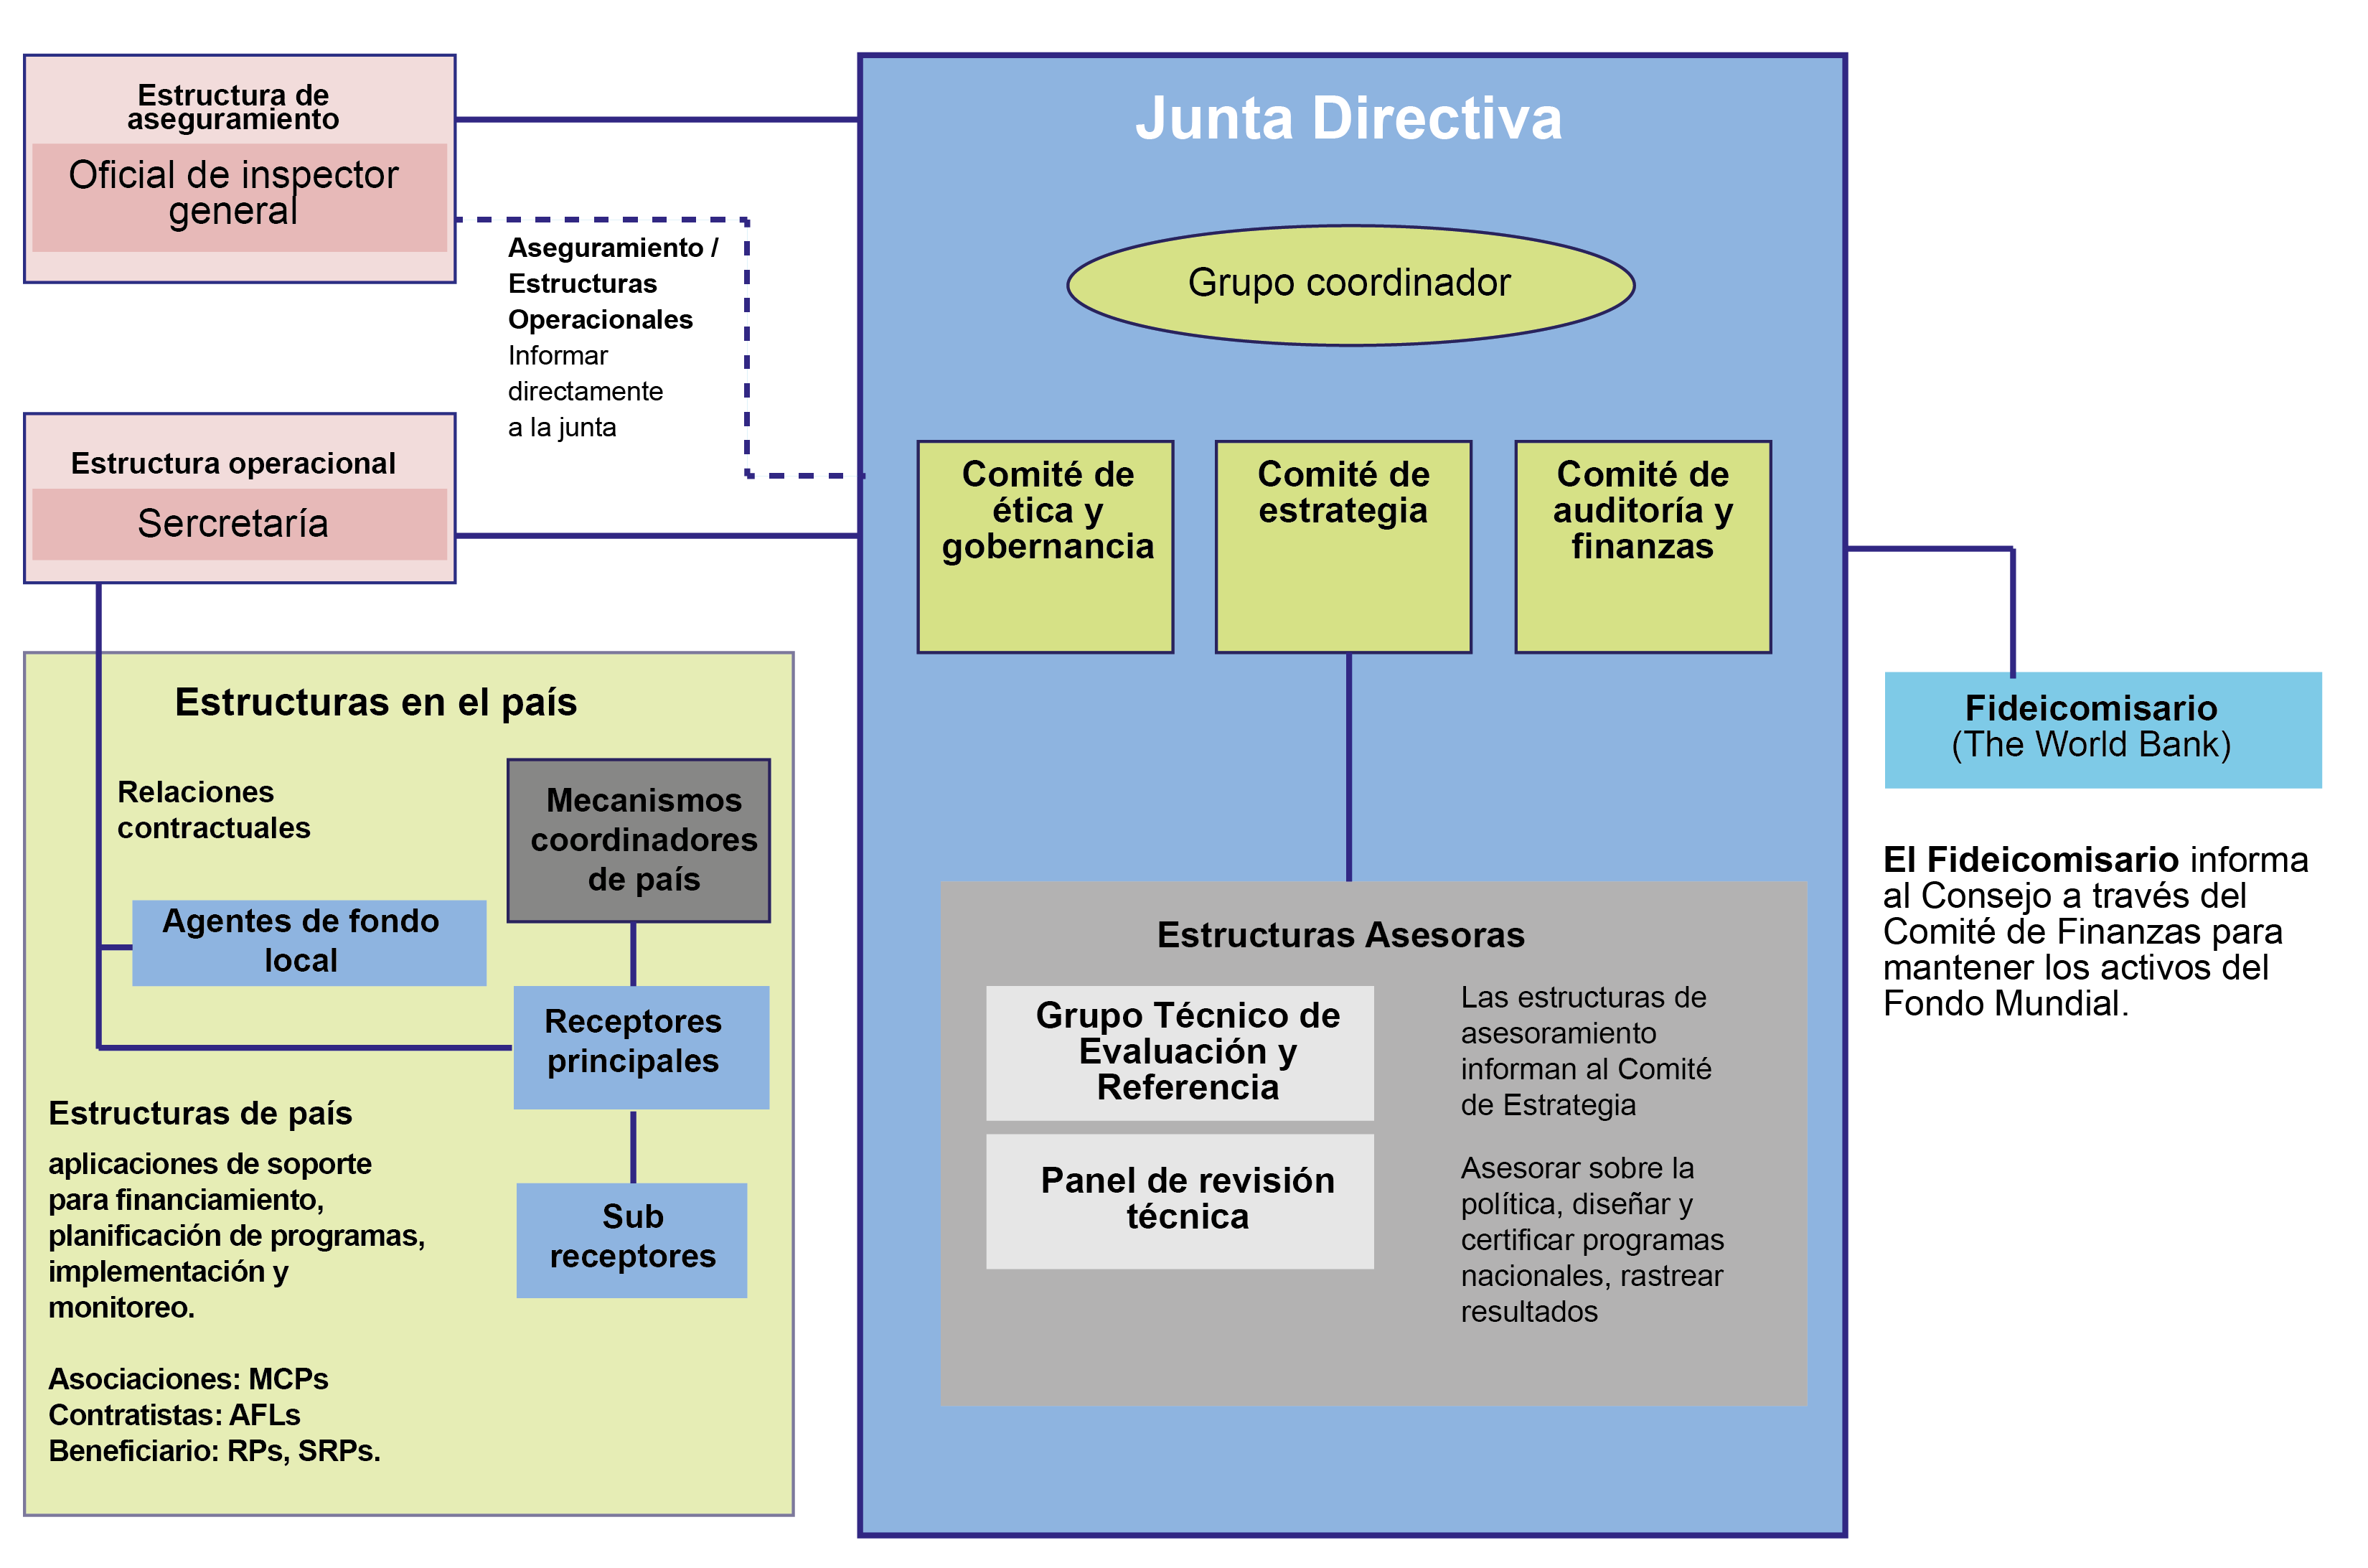 Estructura de
aseguramiento
Oficial de inspector
general
Aseguramiento /
Estructuras
Operacionales
Informar
directamente
a la junta
Estructura operacional
Sercretaría
Estructuras en el país
Relaciones
contractuales
Mecanismos
coordinadores
de país
Agentes de fondo
local
Receptores
principales
Sub
receptores
Estructuras de país
aplicaciones de soporte
para financiamiento,
planificación de programas,
implementación y
monitoreo.
Asociaciones: MCPs
Contratistas: AFLs
Beneficiario: RPs, SRPs.
Junta Directiva
Grupo coordinador
Comité de
ética y
gobernancia
Comité de
estrategia
Comité de
auditoría y
finanzas
Estructuras Asesoras
Grupo Técnico de
Evaluación y
Referencia
Panel de revisión
técnica
Las estructuras de
asesoramiento
informan al Comité
de Estrategia
Asesorar sobre la
política, diseñar y
certificar programas
nacionales, rastrear
resultados
Fideicomisario
(The World Bank)
El Fideicomisario informa
al Consejo a través del
Comité de Finanzas para
mantener los activos del
Fondo Mundial.